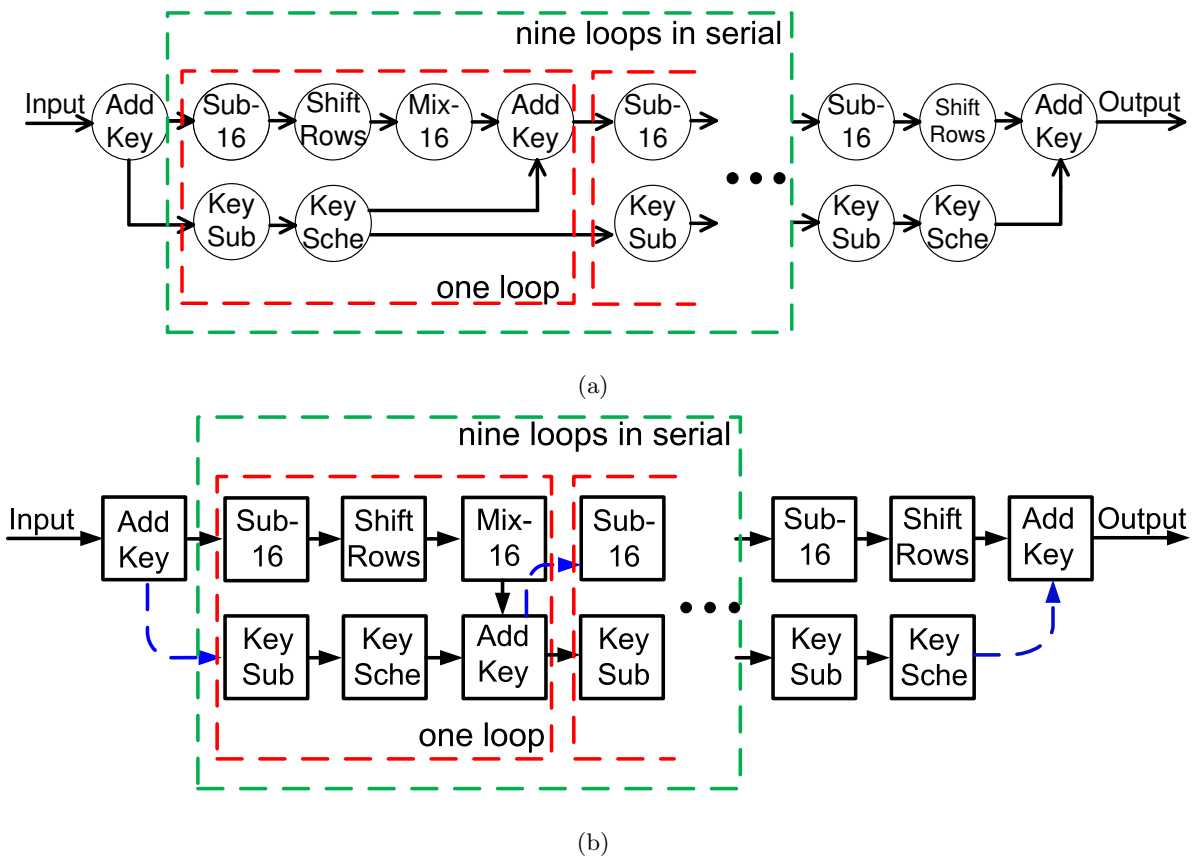 nine loops in serial
Input
Add
Key
Sub-
16
Shift
Rows
Mix-
16
Add
Key
Sub-
16
Sub-
16
Shift
Rows
Add
Key
Output
Key
Sub
Key
Sche
Key
Sub
Key
Sub
Key
Sche
one loop
(a)
nine loops in serial
Input
Add
Key
Sub-
16
Shift
Rows
Mix-
16
Sub-
16
Sub-
16
Shift
Rows
Add
Key
Output
Key
Sub
Key
Sche
Add
Key
Key
Sub
Key
Sub
Key
Sche
one loop
(b)